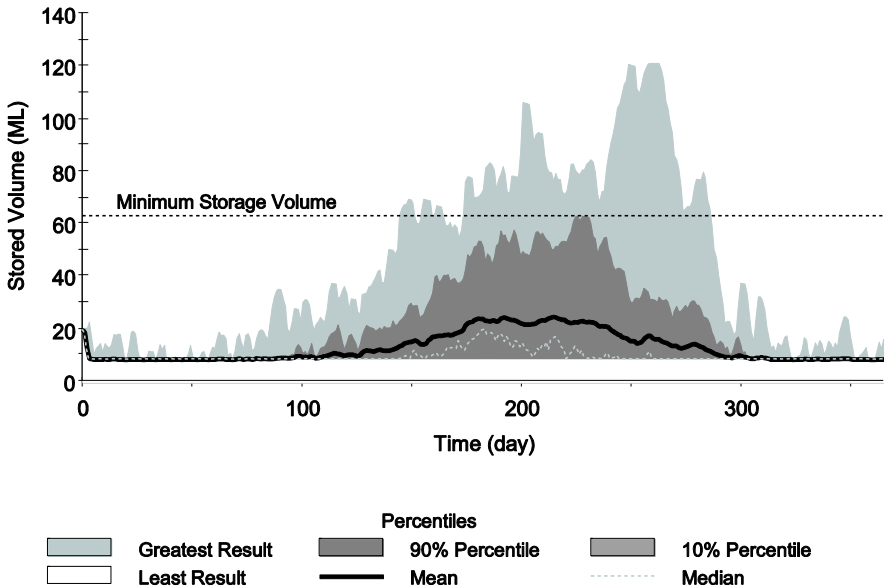 140
120
100
80
60
40
20
0
Stored Volume (ML)
Minimum Storage Volume
0 100 200 300
Time (day)
Percentiles
Greatest Result 90% Percentile 10% Percentile
Least Result Mean Median